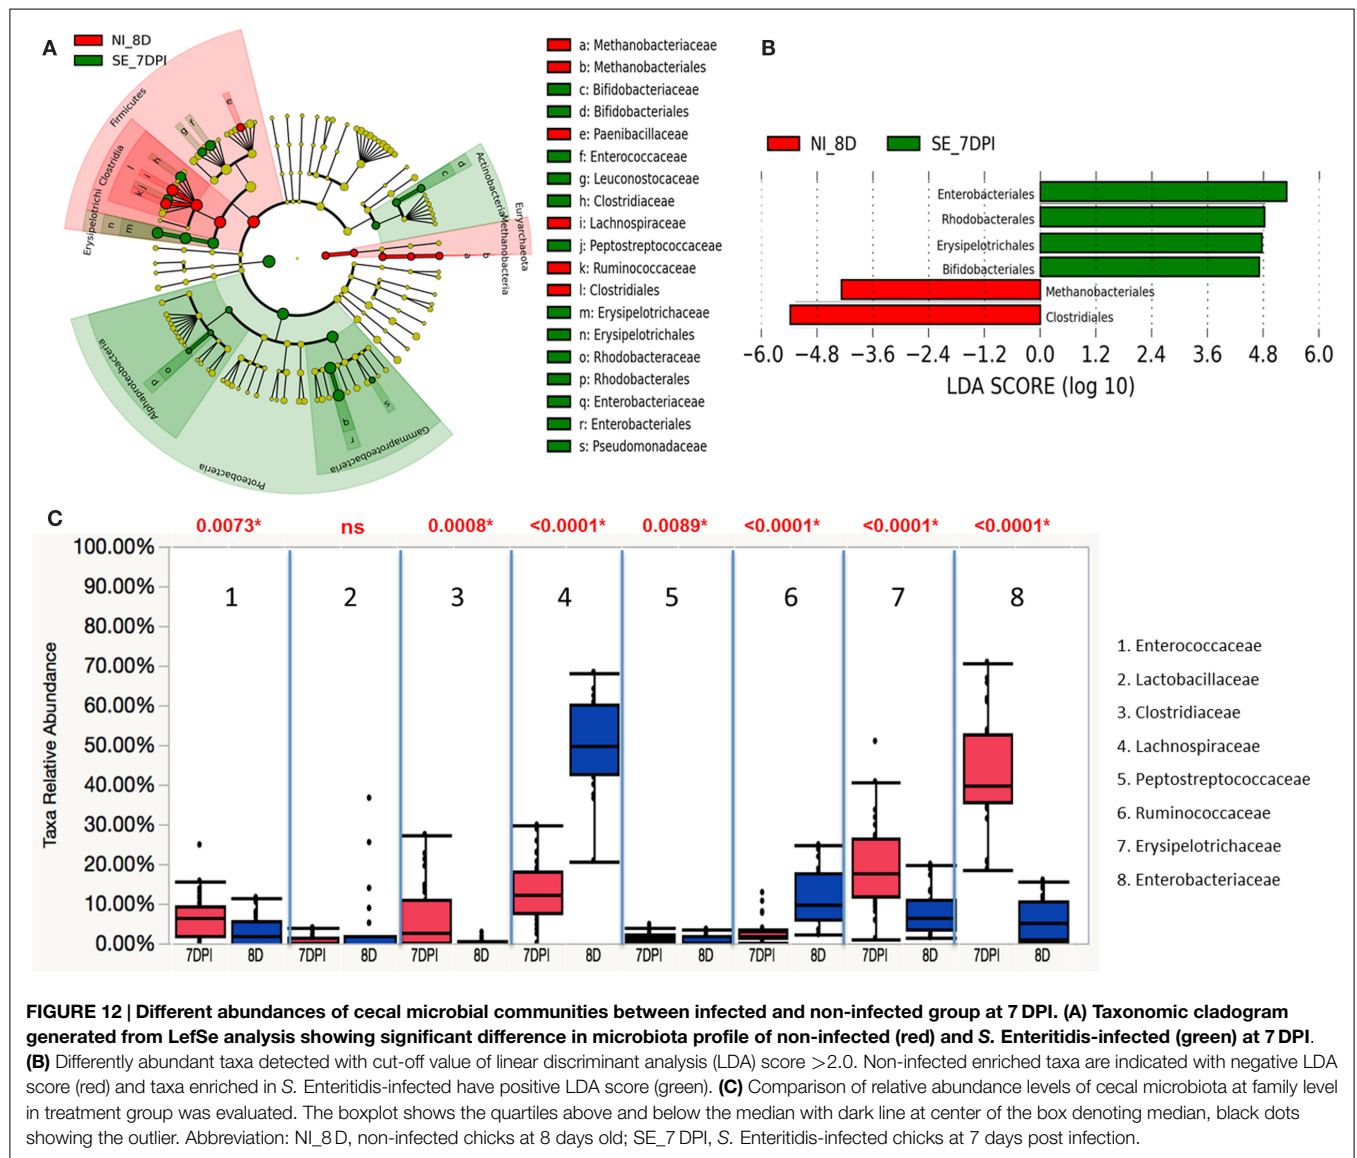 A
NI_8D
SE_7DPI
Firmicutes
Clostridia
Erysipelotrichi
Actinobacteria
Euryarchaeota
Methanobacteria
Alphaproteobacteria
Proteobacteria
Gammaproteobacteria
e
f
g
h
l
i
k j
n m
c d
a b
p o
q
r
s
a: Methanobacteriaceae
b: Methanobacteriales
c: Bifidobacteriaceae
d: Bifidobacteriales
e: Paenibacillaceae
f: Enterococcaceae
g: Leuconostocaceae
h: Clostridiaceae
i: Lachnospiraceae
j: Peptostreptococcaceae
k: Ruminococcaceae
l: Clostridiales
m: Erysipelotrichaceae
n: Erysipelotrichales
o: Rhodobacteraceae
p: Rhodobacterales
q: Enterobacteriaceae
r: Enterobacteriales
s: Pseudomonadaceae
B
NI_8D SE_7DPI
Enterobacteriales
Rhodobacterales
Erysipelotrichales
Bifidobacteriales
Methanobacteriales
Clostridiales
−6.0 −4.8 −3.6 −2.4 −1.2 0.0 1.2 2.4 3.6 4.8 6.0
LDA SCORE (log 10)
C
0.0073* ns 0.0008* <0.0001* 0.0089* <0.0001* <0.0001* <0.0001*
1 2 3 4 5 6 7 8
Taxa Relative Abundance
100.00%
90.00%
80.00%
70.00%
60.00%
50.00%
40.00%
30.00%
20.00%
10.00%
0.00%
7DPI 8D 7DPI 8D 7DPI 8D 7DPI 8D 7DPI 8D 7DPI 8D 7DPI 8D 7DPI 8D
1. Enterococcaceae
2. Lactobacillaceae
3. Clostridiaceae
4. Lachnospiraceae
5. Peptostreptococcaceae
6. Ruminococcaceae
7. Erysipelotrichaceae
8. Enterobacteriaceae
FIGURE 12 | Different abundances of cecal microbial communities between infected and non-infected group at 7 DPI. (A) Taxonomic cladogram
generated from LefSe analysis showing significant difference in microbiota profile of non-infected (red) and S. Enteritidis-infected (green) at 7 DPI.
(B) Differently abundant taxa detected with cut-off value of linear discriminant analysis (LDA) score >2.0. Non-infected enriched taxa are indicated with negative LDA
score (red) and taxa enriched in S. Enteritidis-infected have positive LDA score (green). (C) Comparison of relative abundance levels of cecal microbiota at family level
in treatment group was evaluated. The boxplot shows the quartiles above and below the median with dark line at center of the box denoting median, black dots
showing the outlier. Abbreviation: NI_8 D, non-infected chicks at 8 days old; SE_7 DPI, S. Enteritidis-infected chicks at 7 days post infection.